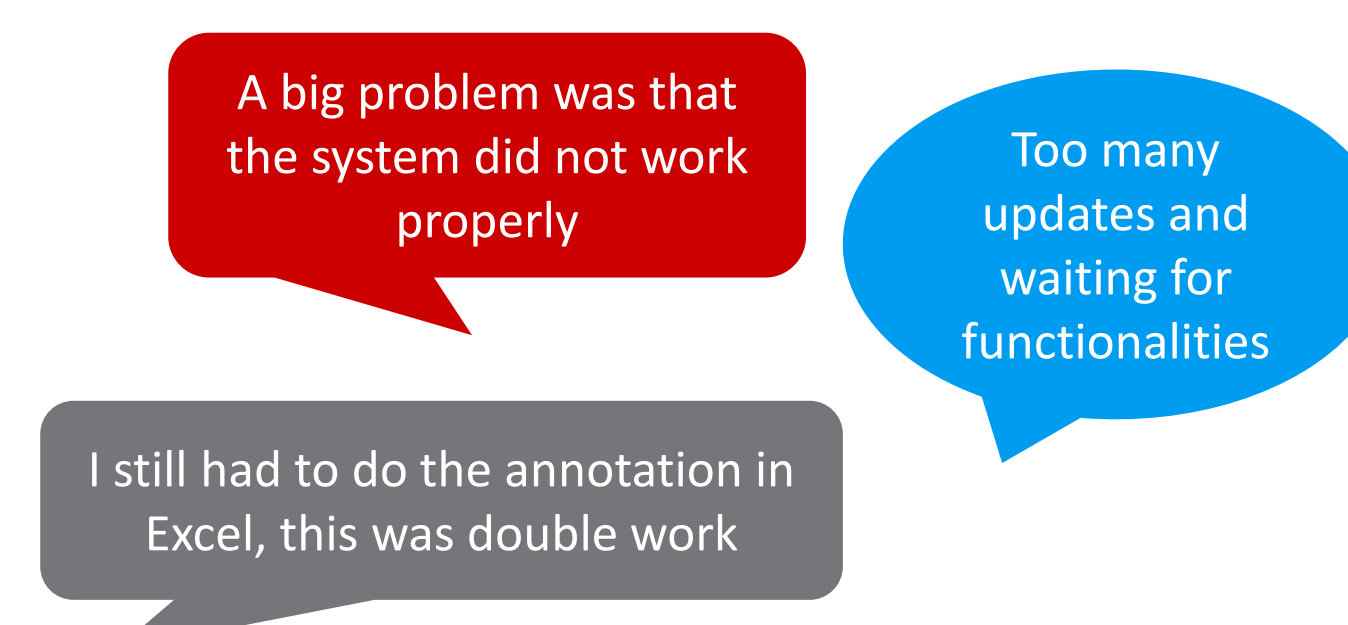 A big problem was that
the system did not work
properly
Too many
updates and
waiting for
functionalities
I still had to do the annotation in
Excel, this was double work